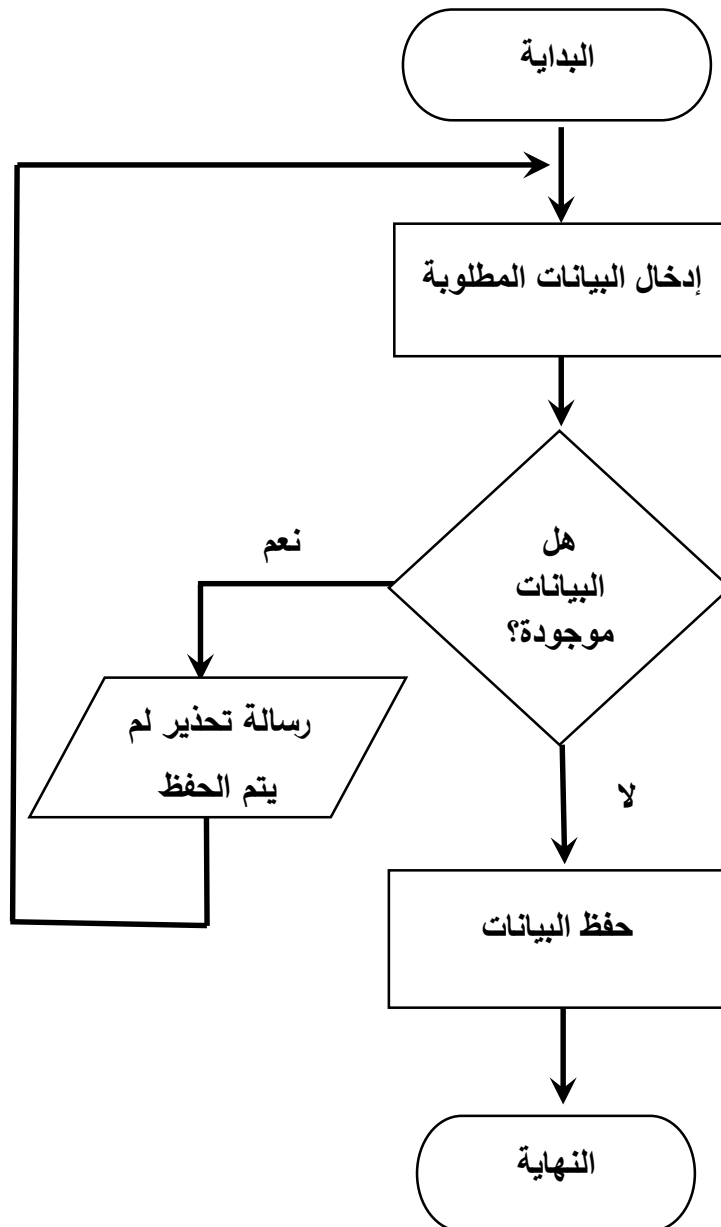 البداية
إدخال البيانات المطلوبة
هل
البيانات
موجودة؟
نعم
رسالة تحذير لم
يتم الحفظ
لا
حفظ البيانات
النهاية